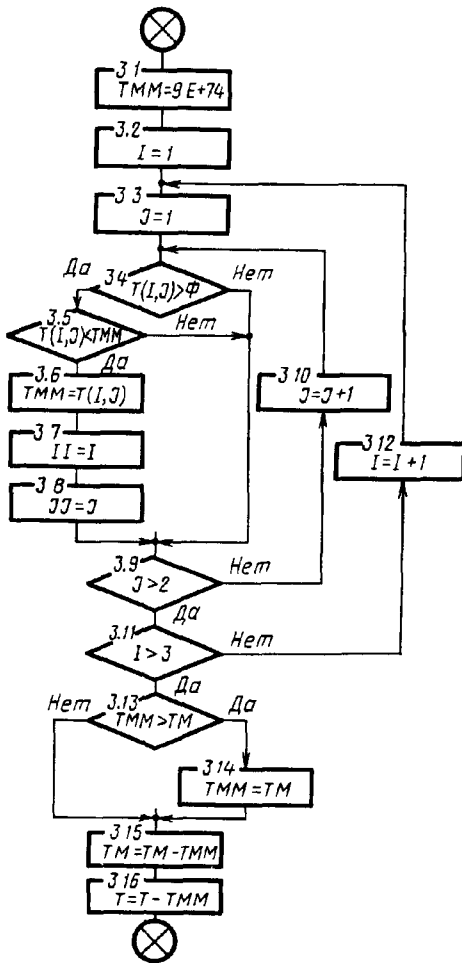 3.1
TMM=9E+74
3.2
I=1
3.3
J=1
Да 3.4 Нет
T(I,J)>Ф
3.5 Нет
T(I,J)<TMM
Да
3.6
TMM=T(I,J)
3.10
J=J+1
3.7
II=I
3.12
I=I+1
3.8
JJ=J
3.9 Нет
J>2
Да
3.11 Нет
I>3
Да
Нет 3.13 Да
TMM>TM
3.14
TMM=TM
3.15
TM=TM-TMM
3.16
T=T-TMM